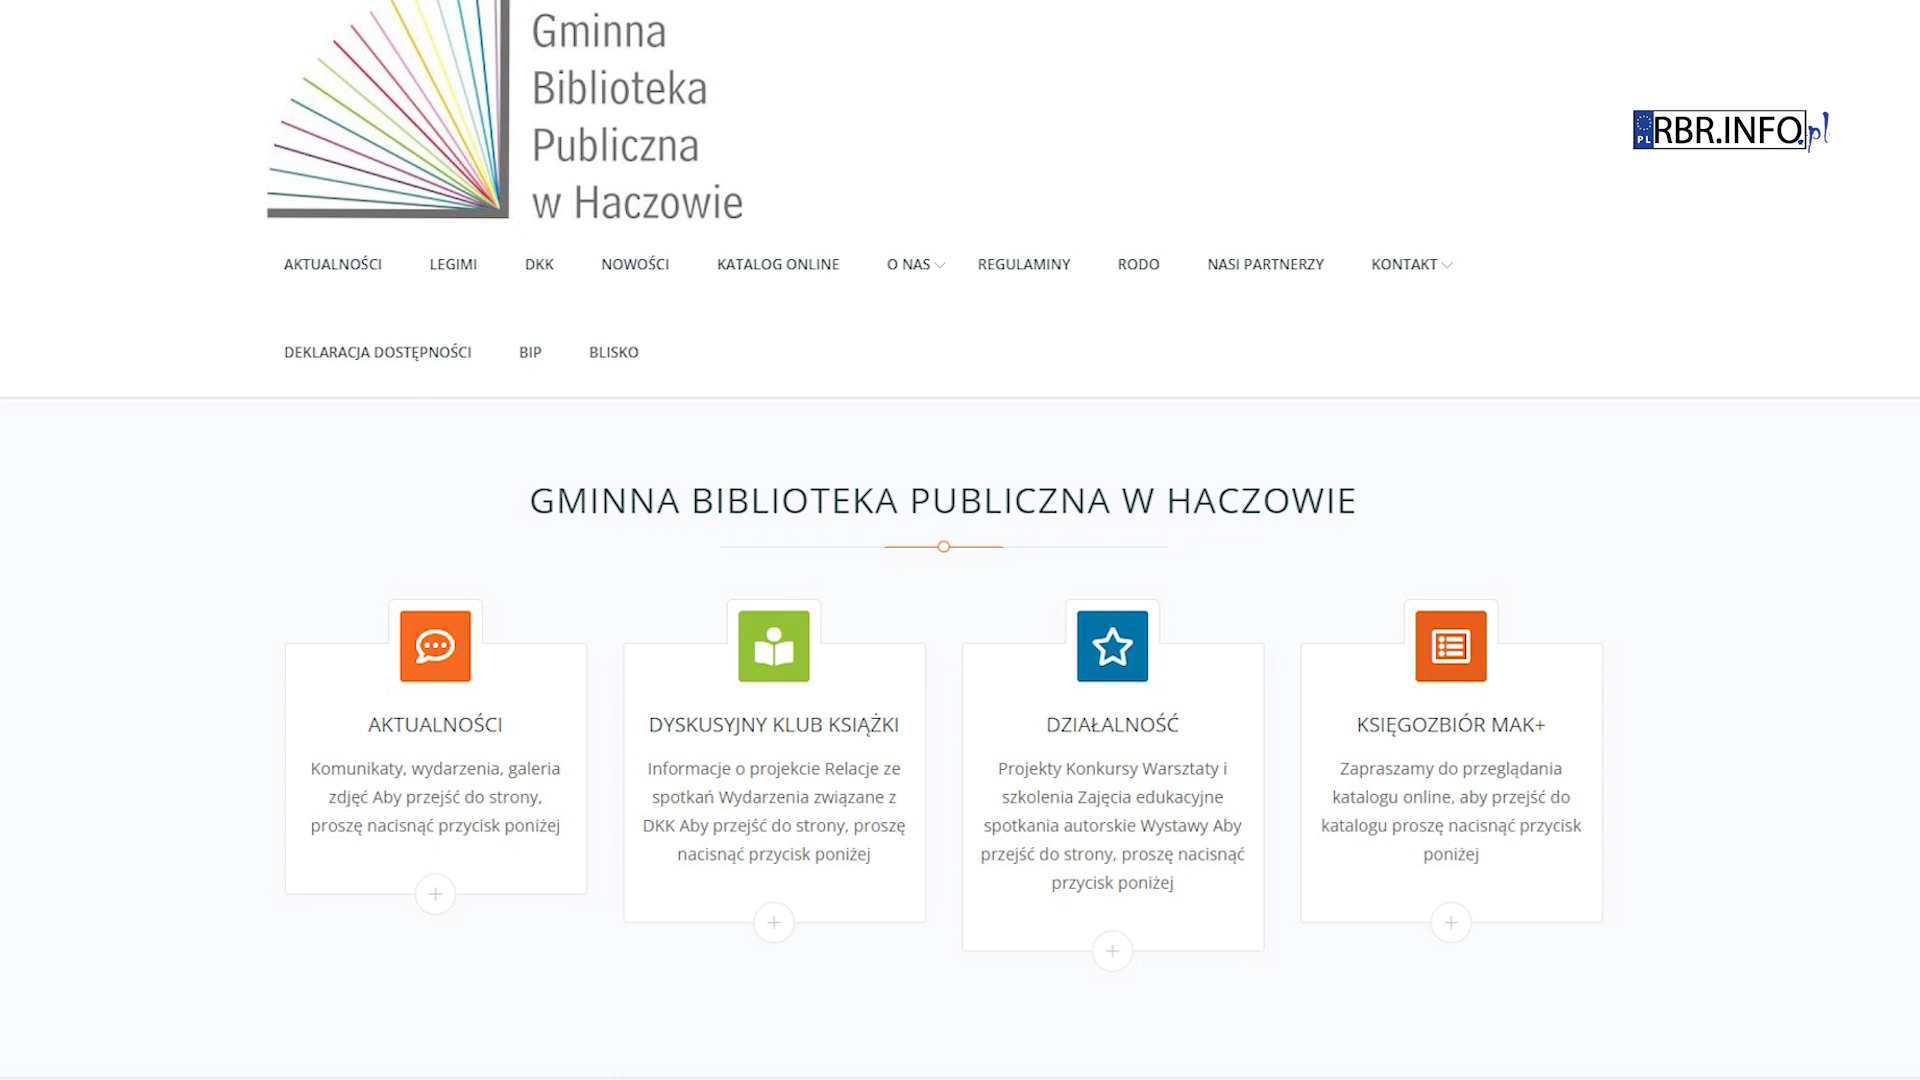 Gminna
Biblioteka
Publiczna
w Haczowie
PL RBR.INFO.pl
AKTUALNOŚCI LEGIMI DKK NOWOŚCI KATALOG ONLINE O NAS REGULAMINY RODO NASI PARTNERZY KONTAKT
DEKLARACJA DOSTĘPNOŚCI BIP BLISKO
GMINNA BIBLIOTEKA PUBLICZNA W HACZOWIE
AKTUALNOŚCI
Komunikaty, wydarzenia, galeria
zdjęć Aby przejść do strony,
proszę nacisnąć przycisk poniżej
DYSKUSYJNY KLUB KSIĄŻKI
Informacje o projekcie Relacje ze
spotkań Wydarzenia związane z
DKK Aby przejść do strony, proszę
nacisnąć przycisk poniżej
DZIAŁALNOŚĆ
Projekty Konkursy Warsztaty i
szkolenia Zajęcia edukacyjne
spotkania autorskie Wystawy Aby
przejść do strony, proszę nacisnąć
przycisk poniżej
KSIĘGOZBIÓR MAK+
Zapraszamy do przeglądania
katalogu online, aby przejść do
katalogu proszę nacisnąć przycisk
poniżej